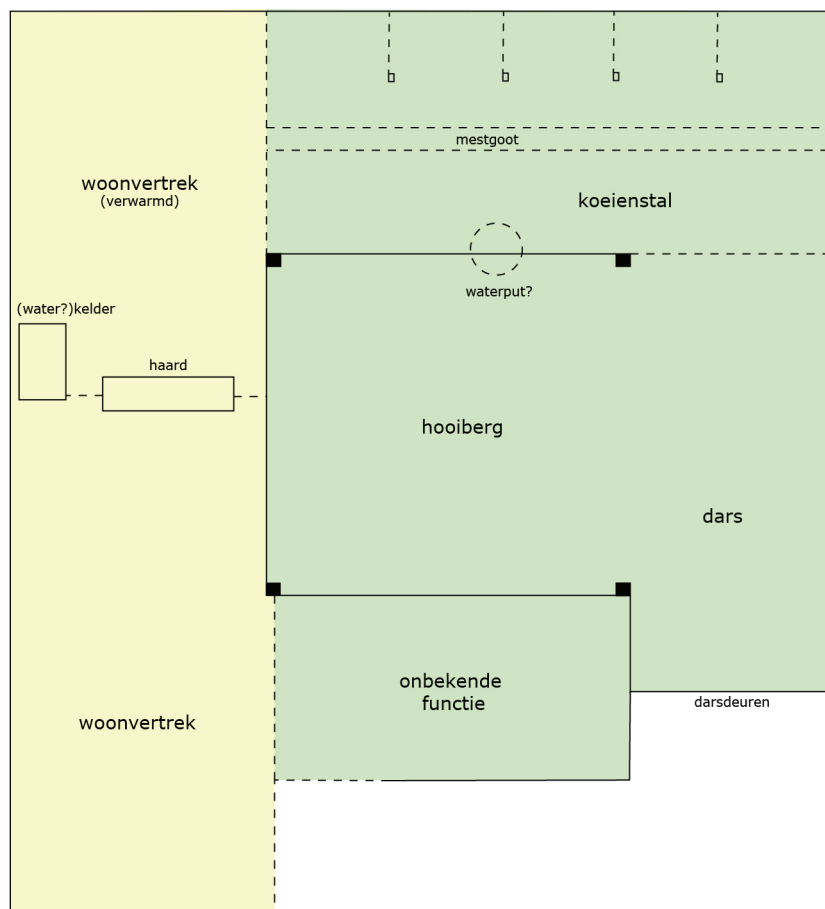 mestgoot
woonvertrek
(verwarmd)
koeienstal
waterput?
(water?)kelder
haard
hooiberg
dars
onbekende
functie
darsdeuren
woonvertrek